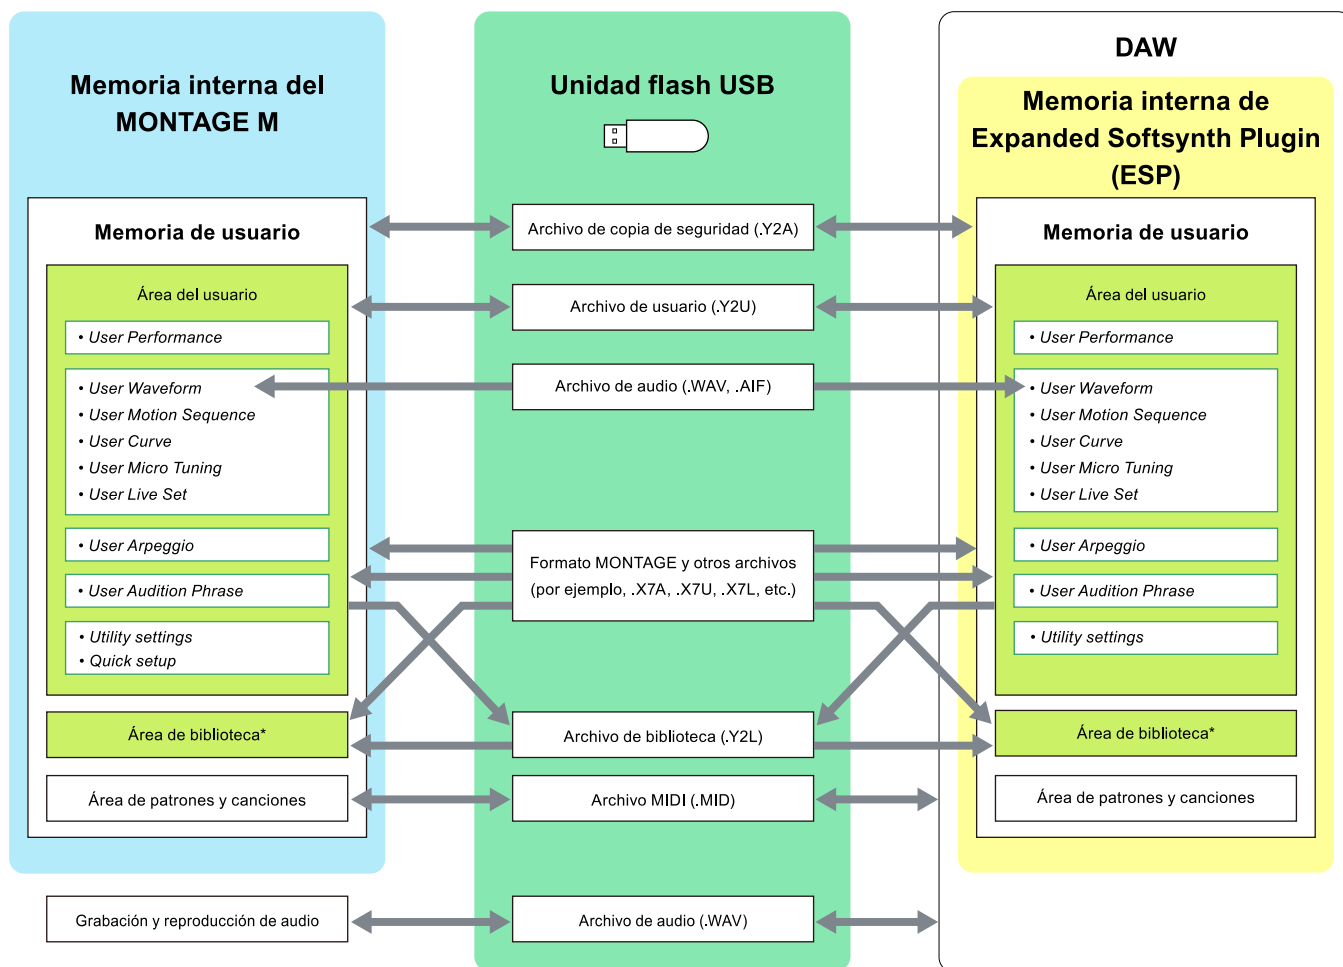 Memoria interna del
MONTAGE M
Memoria de usuario
Área del usuario
• User Performance
• User Waveform
• User Motion Sequence
• User Curve
• User Micro Tuning
• User Live Set
• User Arpeggio
• User Audition Phrase
• Utility settings
• Quick setup
Área de biblioteca*
Área de patrones y canciones
Grabación y reproducción de audio
Unidad flash USB
Archivo de copia de seguridad (.Y2A)
Archivo de usuario (.Y2U)
Archivo de audio (.WAV, .AIF)
Formato MONTAGE y otros archivos
(por ejemplo, .X7A, .X7U, .X7L, etc.)
Archivo de biblioteca (.Y2L)
Archivo MIDI (.MID)
Archivo de audio (.WAV)
DAW
Memoria interna de
Expanded Softsynth Plugin
(ESP)
Memoria de usuario
Área del usuario
• User Performance
• User Waveform
• User Motion Sequence
• User Curve
• User Micro Tuning
• User Live Set
• User Arpeggio
• User Audition Phrase
• Utility settings
Área de biblioteca*
Área de patrones y canciones